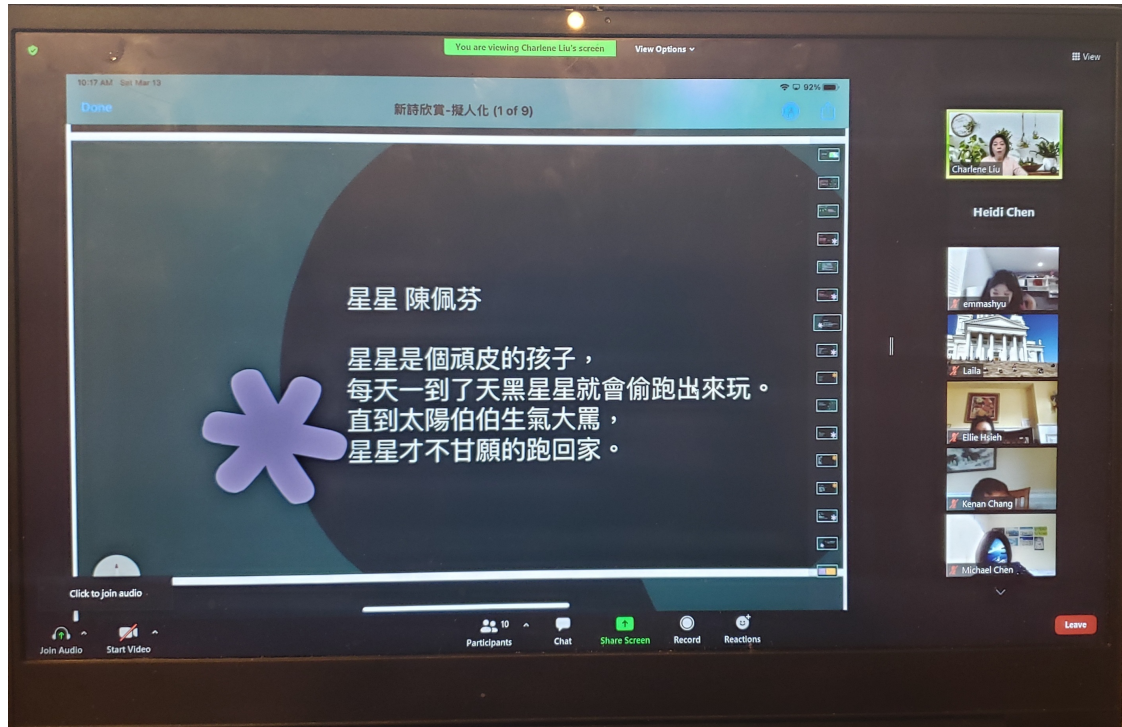 You are viewing Charlene Liu's screen
View Options
View
10:17 AM Sat Mar 13
92%
Done
新詩欣賞-擬人化 (1 of 9)
星星 陳佩芬
星星是個頑皮的孩子，
每天一到了天黑星星就會偷跑出來玩。
直到太陽伯伯生氣大罵，
星星才不甘願的跑回家。
Charlene Liu
Heidi Chen
emmashyu
Laila
Ellie Hsieh
Kenan Chang
Michael Chen
Click to join audio
Join Audio
Start Video
Participants
10
Chat
Share Screen
Record
Reactions
Leave